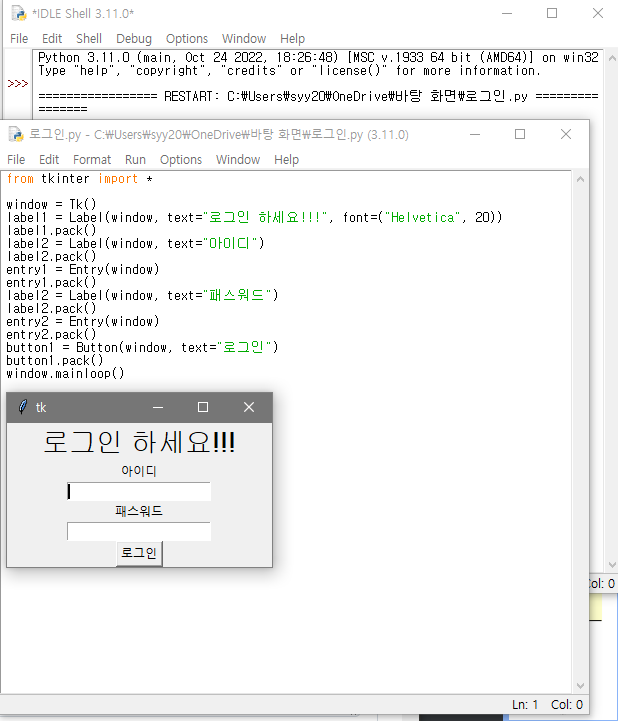 *IDLE Shell 3.11.0*
File Edit Shell Debug Options Window Help
Python 3.11.0 (main, Oct 24 2022, 18:26:48) [MSC v.1933 64 bit (AMD64)] on win32
Type "help", "copyright", "credits" or "license()" for more information.
>>>
================ RESTART: C:₩Users₩syy20₩OneDrive₩바탕 화면₩로그인.py =========
=======
로그인.py - C:₩Users₩syy20₩OneDrive₩바탕 화면₩로그인.py (3.11.0)
File Edit Format Run Options Window Help
from tkinter import *
window = Tk()
label1 = Label(window, text="로그인 하세요!!!", font=("Helvetica", 20))
label1.pack()
label2 = Label(window, text="아이디")
label2.pack()
entry1 = Entry(window)
entry1.pack()
label2 = Label(window, text="패스워드")
label2.pack()
entry2 = Entry(window)
entry2.pack()
button1 = Button(window, text="로그인")
button1.pack()
window.mainloop()
tk
로그인 하세요!!!
아이디
패스워드
로그인
Col: 0
Ln: 1 Col: 0